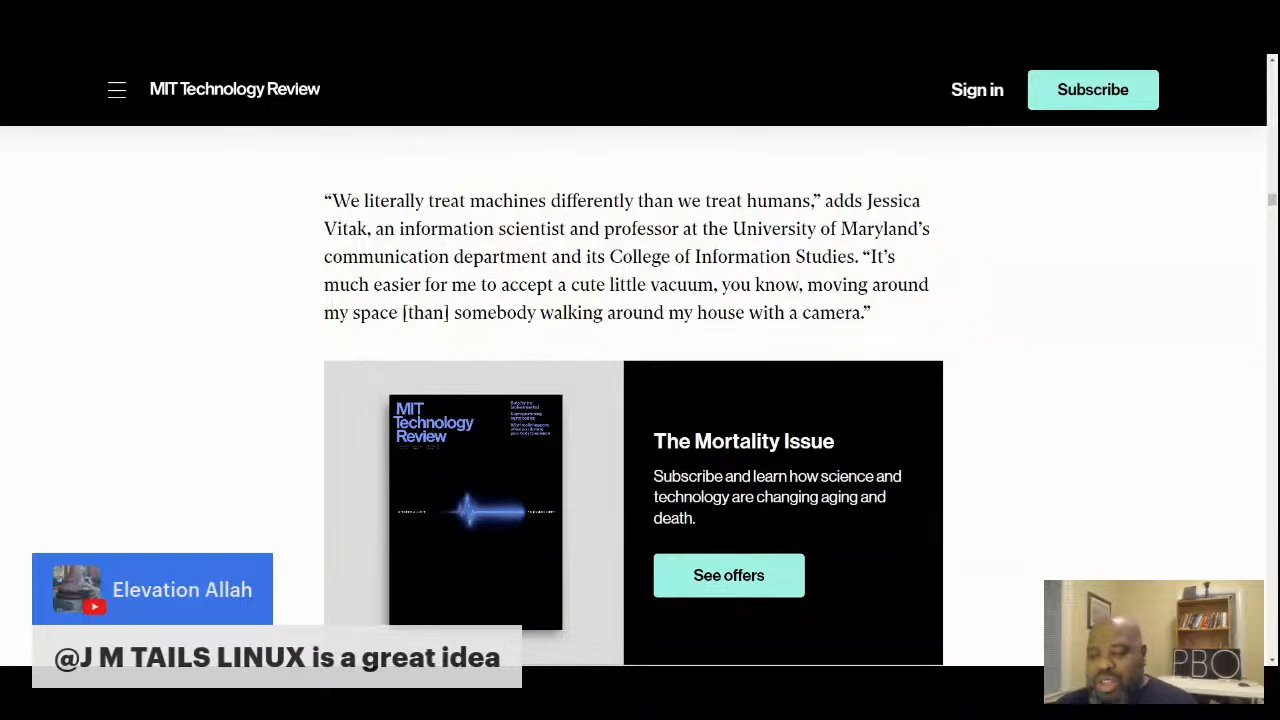 MIT Technology Review
Sign in
Subscribe
“We literally treat machines differently than we treat humans,” adds Jessica
Vitak, an information scientist and professor at the University of Maryland’s
communication department and its College of Information Studies. “It’s
much easier for me to accept a cute little vacuum, you know, moving around
my space [than] somebody walking around my house with a camera.”
MIT
Technology
Review
The Mortality Issue
Subscribe and learn how science and
technology are changing aging and
death.
See offers
Elevation Allah
@J M TAILS LINUX is a great idea
PBO